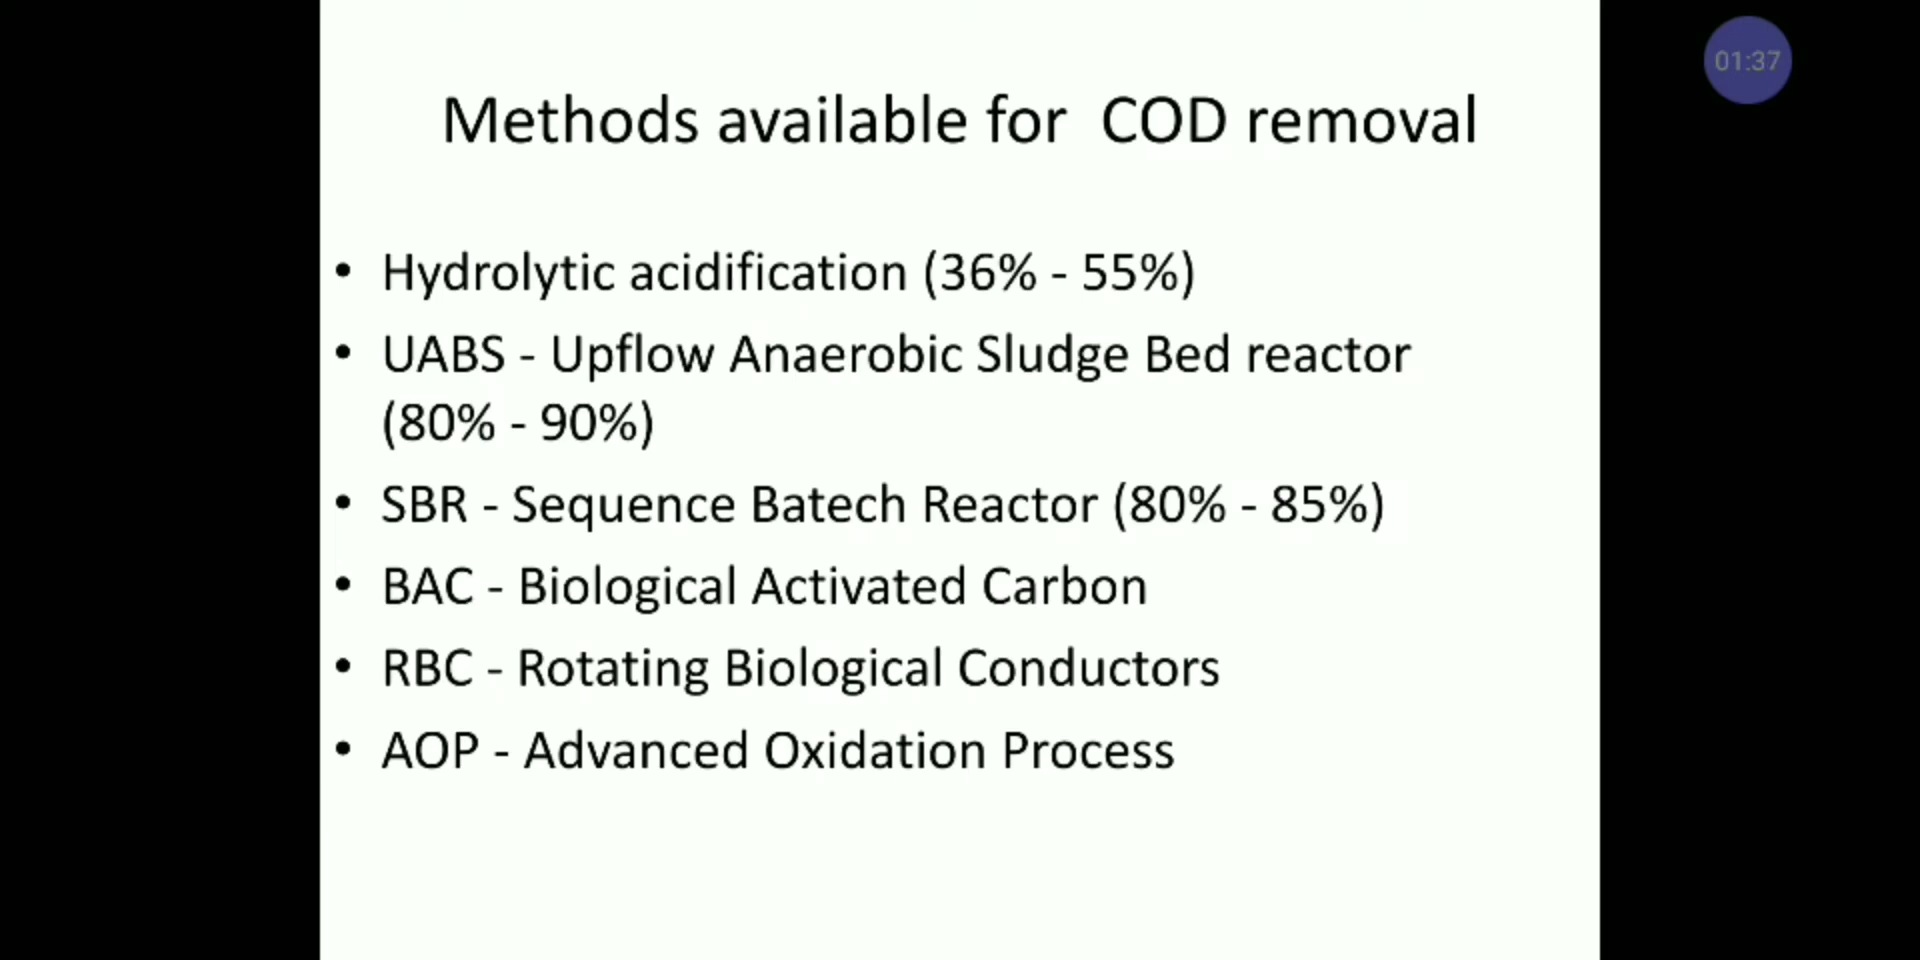 01:37
Methods available for COD removal
• Hydrolytic acidification (36% - 55%)
• UABS - Upflow Anaerobic Sludge Bed reactor
(80% - 90%)
• SBR - Sequence Batech Reactor (80% - 85%)
• BAC - Biological Activated Carbon
• RBC - Rotating Biological Conductors
• AOP - Advanced Oxidation Process